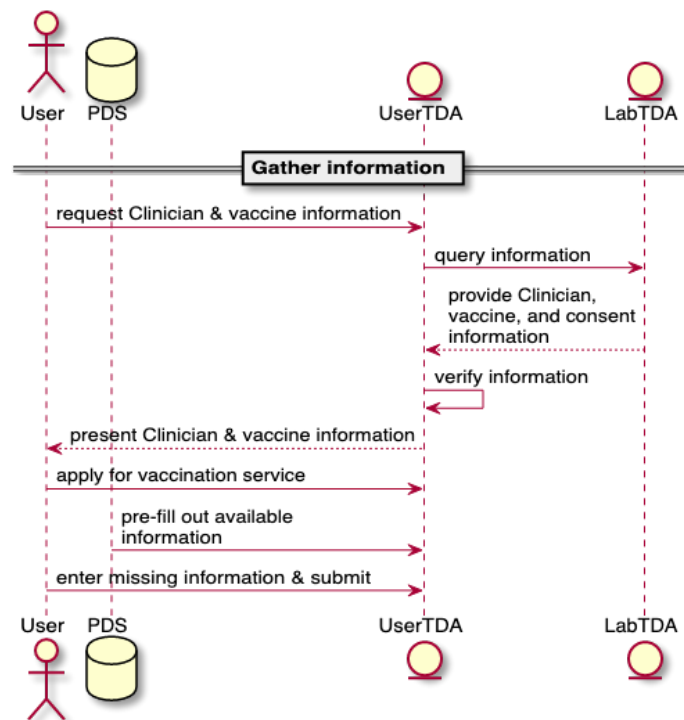 User
PDS
UserTDA
LabTDA
Gather information
request Clinician & vaccine information
query information
provide Clinician,
vaccine, and consent
information
verify information
present Clinician & vaccine information
apply for vaccination service
pre-fill out available
information
enter missing information & submit
User
PDS
UserTDA
LabTDA